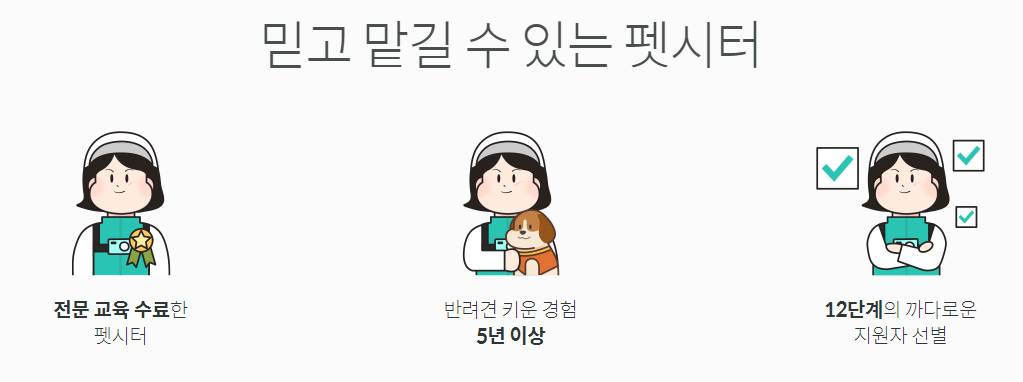 믿고 맡길 수 있는 펫시터
전문 교육 수료한
펫시터
반려견 키운 경험
5년 이상
12단계의 까다로운
지원자 선별